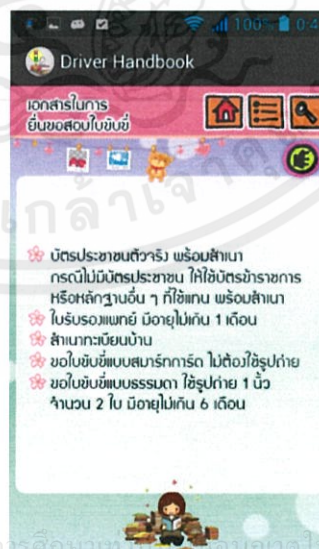 100% 0:4
Driver Handbook
เอกสารในการ
ยื่นขอสอบใบขับขี่
บัตรประชาชนตัวจริง พร้อมสำเนา
กรณีไม่มีบัตรประชาชน ให้ใช้บัตรข้าราชการ
หรือหลักฐานอื่น ๆ ที่ใช้แทน พร้อมสำเนา
ใบรับรองแพทย์ มีอายุไม่เกิน 1 เดือน
สำเนาทะเบียนบ้าน
ขอใบขับขี่แบบสมาร์ทการ์ด ไม่ต้องใช้รูปถ่าย
ขอใบขับขี่แบบธรรมดา ใช้รูปถ่าย 1 นิ้ว
จำนวน 2 ใบ มีอายุไม่เกิน 6 เดือน